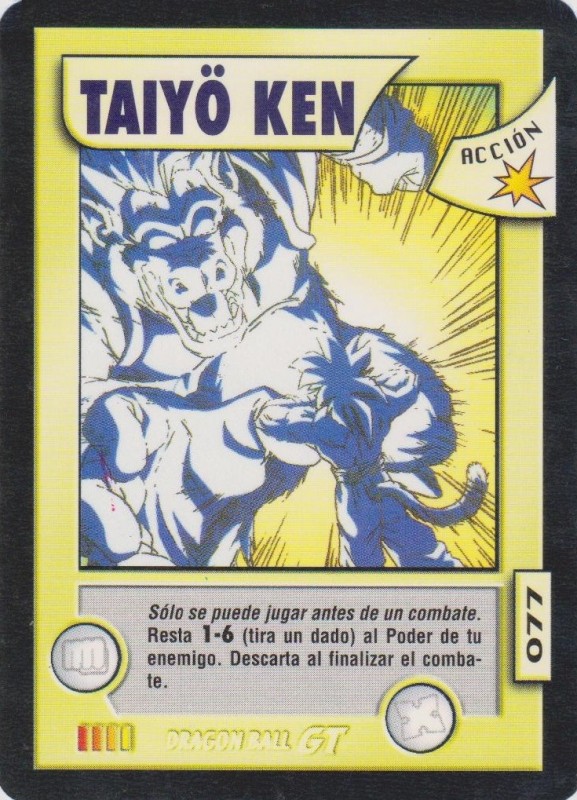 TAIYÖ KEN
ACCIÓN
Sólo se puede jugar antes de un combate.
Resta 1-6 (tira un dado) al Poder de tu
enemigo. Descarta al finalizar el comba-
te.
077
DRAGON BALL GT